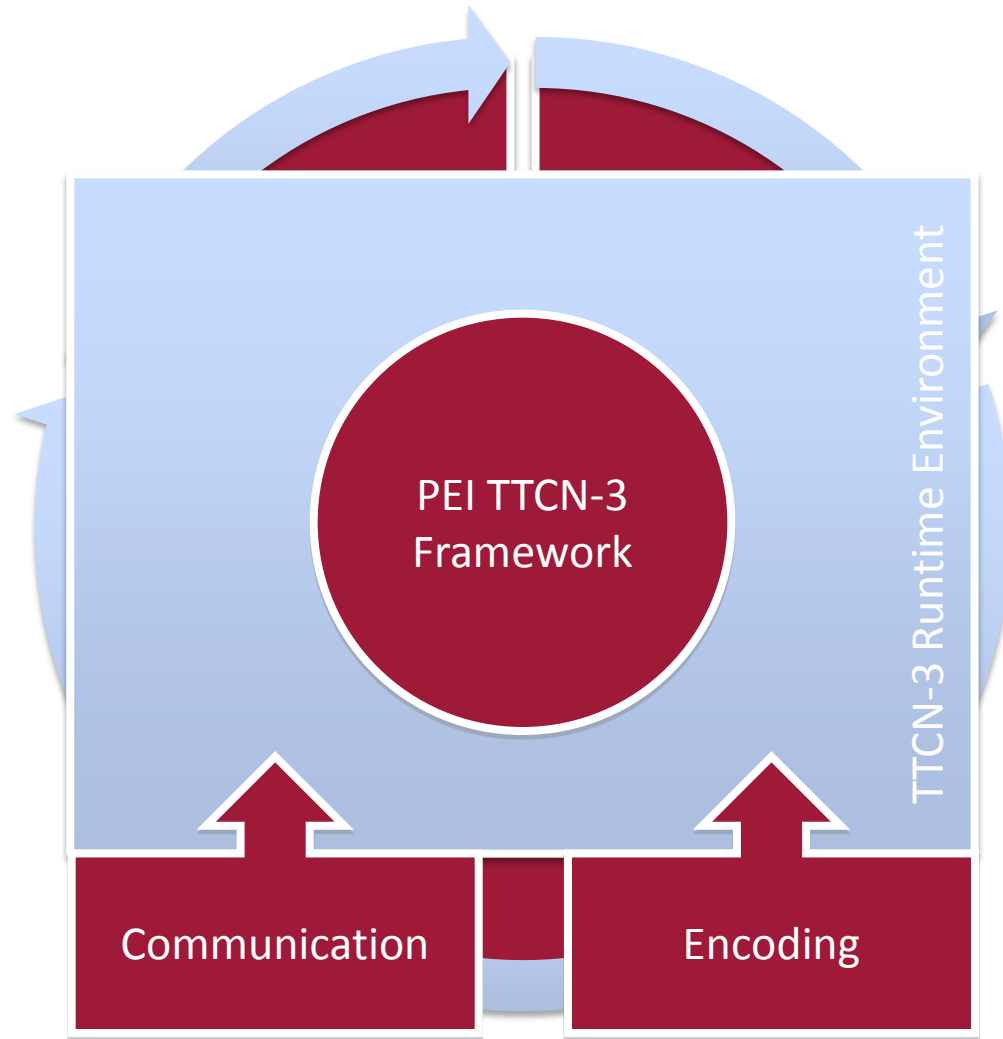 PEI TTCN-3
Framework
TTCN-3 Runtime Environment
Communication
Encoding